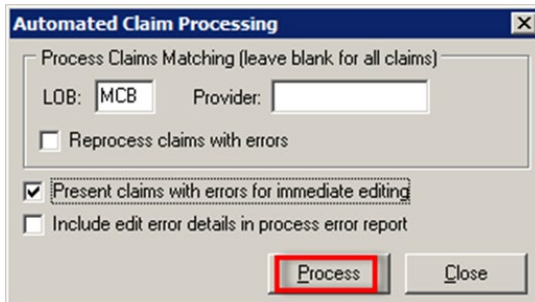 Automated Claim Processing
Process Claims Matching (leave blank for all claims)
LOB: MCB Provider:
Reprocess claims with errors
Present claims with errors for immediate editing
Include edit error details in process error report
Process Close